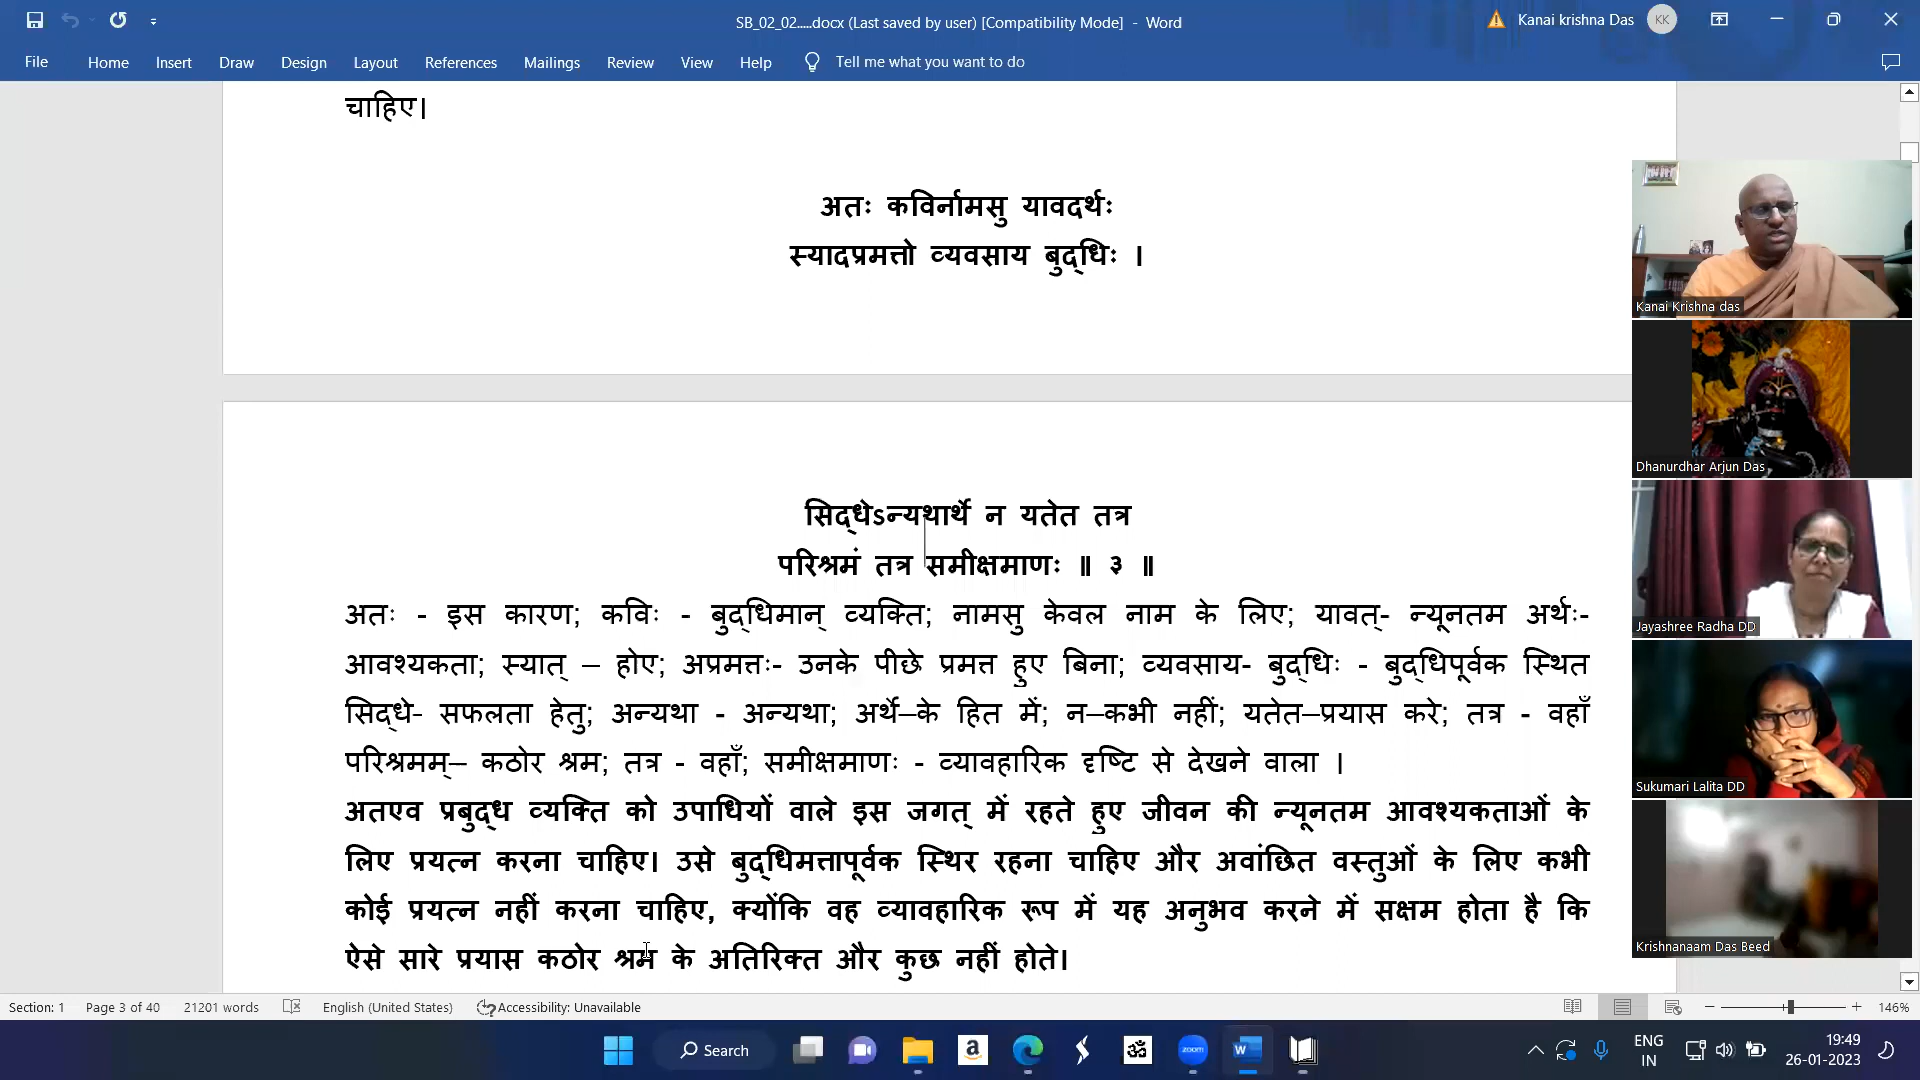 SB_02_02.....docx (Last saved by user) [Compatibility Mode] - Word
Kanai krishna Das
KK
File Home Insert Draw Design Layout References Mailings Review View Help Tell me what you want to do
चाहिए।
अतः कविर्नामसु यावदर्थः
स्यादप्रमत्तो व्यवसाय बुद्धिः ।
सिद्धेऽन्यथार्थे न यतेत तत्र
परिश्रमं तत्र समीक्षमाणः ॥ ३ ॥
अतः - इस कारण; कविः - बुद्धिमान् व्यक्ति; नामसु केवल नाम के लिए; यावत्- न्यूनतम अर्थः-
आवश्यकता; स्यात् – होए; अप्रमत्तः- उनके पीछे प्रमत्त हुए बिना; व्यवसाय- बुद्धिः - बुद्धिपूर्वक स्थित
सिद्धे- सफलता हेतु; अन्यथा - अन्यथा; अर्थे–के हित में; न–कभी नहीं; यतेत–प्रयास करे; तत्र - वहाँ
परिश्रमम्– कठोर श्रम; तत्र - वहाँ; समीक्षमाणः - व्यावहारिक दृष्टि से देखने वाला ।
अतएव प्रबुद्ध व्यक्ति को उपाधियों वाले इस जगत् में रहते हुए जीवन की न्यूनतम आवश्यकताओं के
लिए प्रयत्न करना चाहिए। उसे बुद्धिमत्तापूर्वक स्थिर रहना चाहिए और अवांछित वस्तुओं के लिए कभी
कोई प्रयत्न नहीं करना चाहिए, क्योंकि वह व्यावहारिक रूप में यह अनुभव करने में सक्षम होता है कि
ऐसे सारे प्रयास कठोर श्रम के अतिरिक्त और कुछ नहीं होते।
Kanai Krishna das
Dhanurdhar Arjun Das
Jayashree Radha DD
Sukumari Lalita DD
Krishnanaam Das Beed
Section: 1 Page 3 of 40 21201 words English (United States) Accessibility: Unavailable
146%
Search
a
ॐ
zoom
W
ENG
IN
19:49
26-01-2023